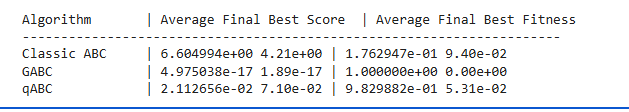 Algorithm | Average Final Best Score | Average Final Best Fitness
--------------------------------------------------------------------
Classic ABC | 6.604994e+00 4.21e+00 | 1.762947e-01 9.40e-02
GABC | 4.975038e-17 1.89e-17 | 1.000000e+00 0.00e+00
qABC | 2.112656e-02 7.10e-02 | 9.829882e-01 5.31e-02